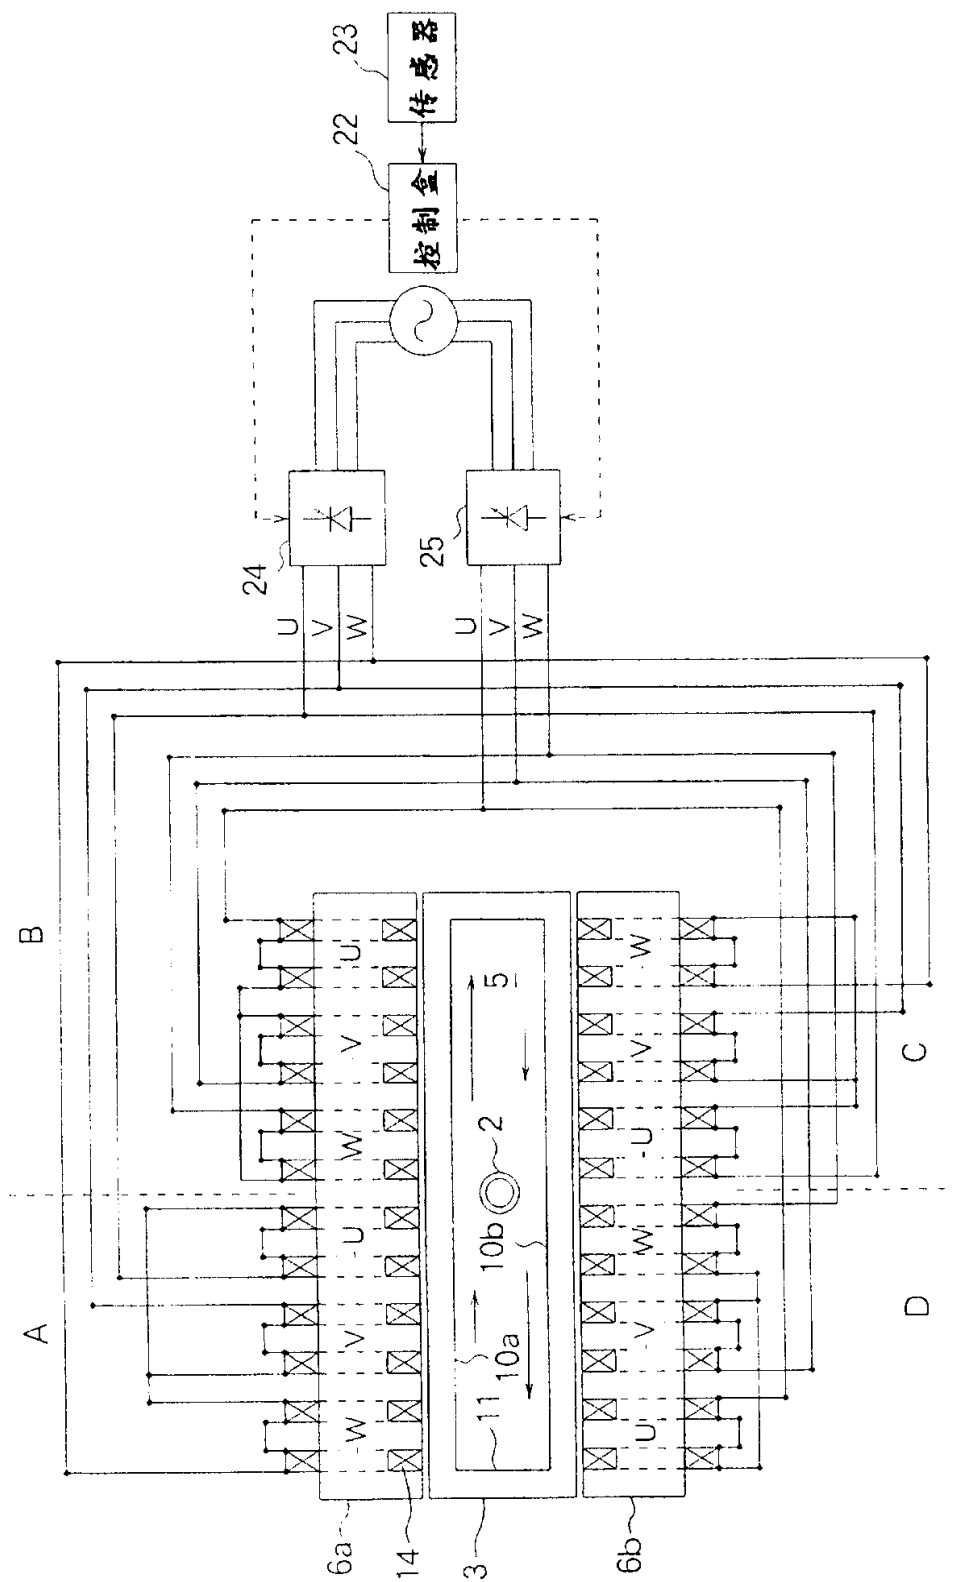 A B
24
U
V
W
22 23
6a
-W V -U W -V U
控制盒 传感器
25
14
U
V
W
3
11
10a 10b 2 5
6b
U -V W -U V -W
D C